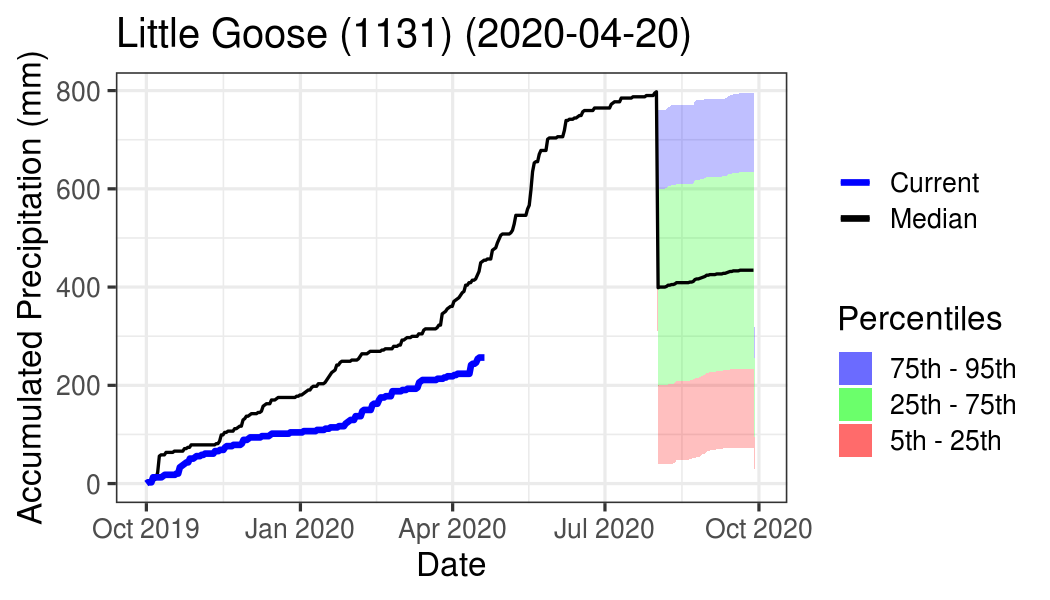 Little Goose (1131) (2020-04-20)
Accumulated Precipitation (mm)
800
600
400
200
0
Oct 2019
Jan 2020
Apr 2020
Jul 2020
Oct 2020
Date
Current
Median
Percentiles
75th - 95th
25th - 75th
5th - 25th